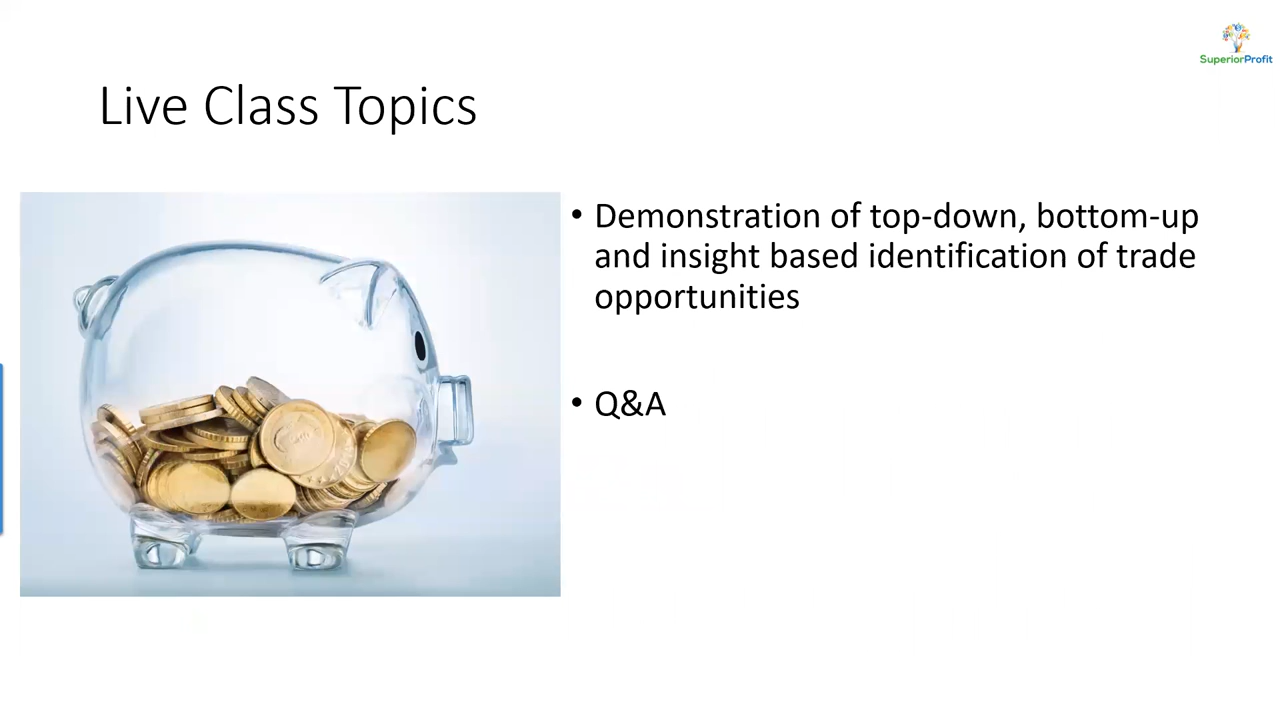 SuperiorProfit
Live Class Topics
• Demonstration of top-down, bottom-up
and insight based identification of trade
opportunities
• Q&A